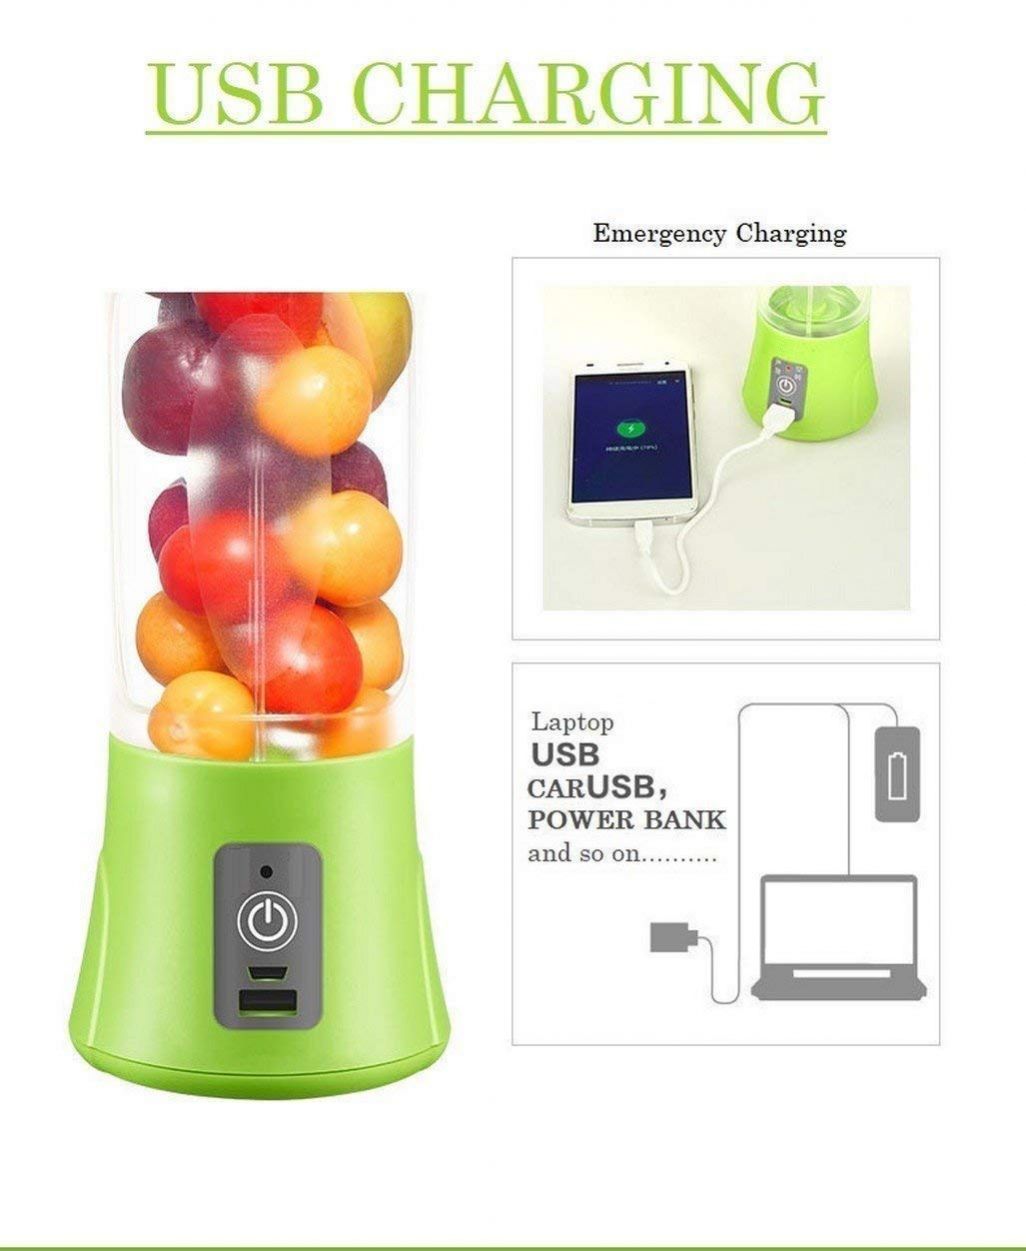 USB CHARGING
Emergency Charging
Laptop
USB
CARUSB,
POWER BANK
and so on..........